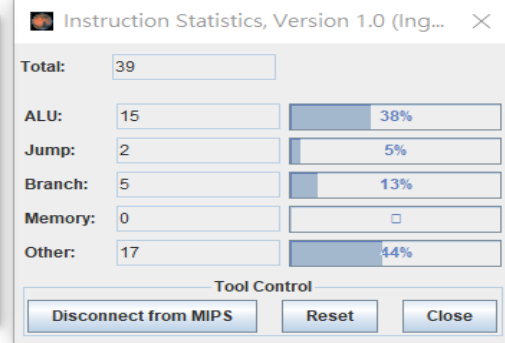 Instruction Statistics, Version 1.0 (Ing...
Total: 39
ALU: 15 38%
Jump: 2 5%
Branch: 5 13%
Memory: 0 □
Other: 17 44%
Tool Control
Disconnect from MIPS Reset Close